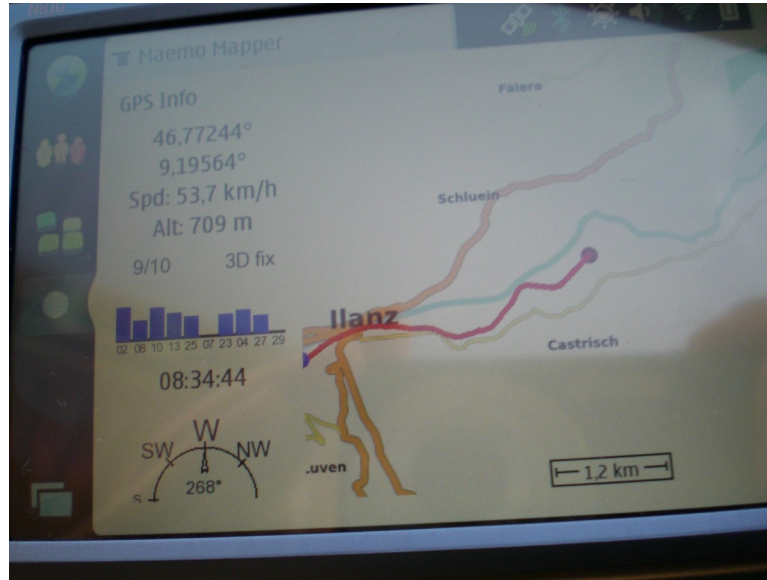 N810
Maemo Mapper
GPS Info
46,77244°
9,19564°
Spd: 53,7 km/h
Alt: 709 m
9/10 3D fix
02 08 10 13 25 07 23 04 27 29
08:34:44
W
SW NW
S
268°
Falera
Schluein
Ilanz
Castrisch
.uven
1,2 km